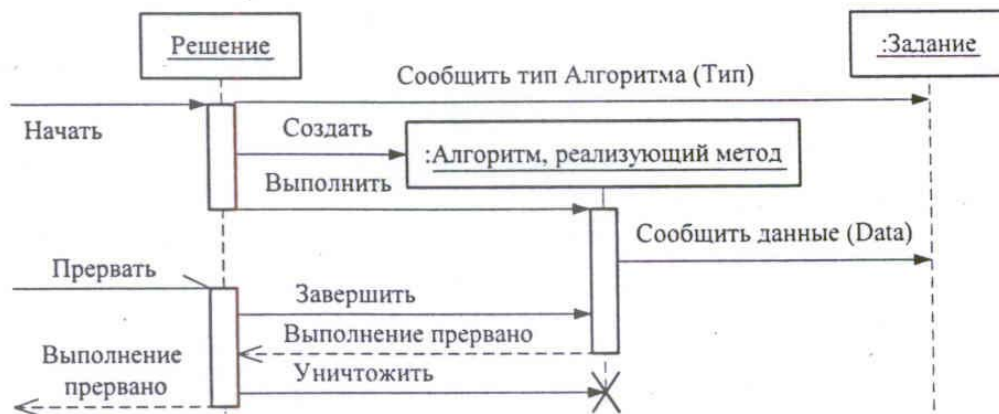 Решение
:Задание
Сообщить тип Алгоритма (Тип)
Начать
Создать
:Алгоритм, реализующий метод
Выполнить
Сообщить данные (Data)
Прервать
Завершить
Выполнение прервано
Выполнение
прервано
Уничтожить